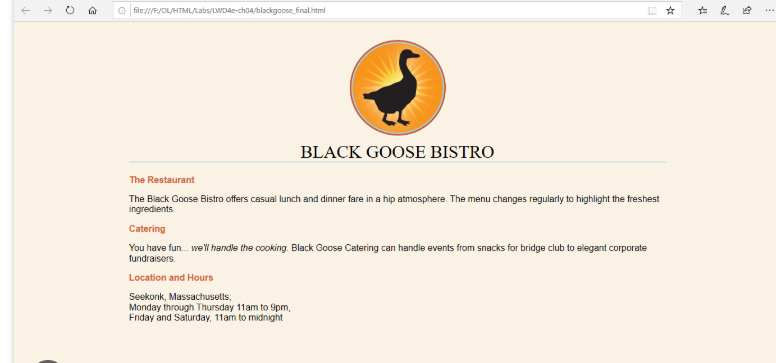 file:///F:/OL/HTML/Labs/LWD4e-ch04/blackgoose_final.html
BLACK GOOSE BISTRO
The Restaurant
The Black Goose Bistro offers casual lunch and dinner fare in a hip atmosphere. The menu changes regularly to highlight the freshest
ingredients.
Catering
You have fun... we'll handle the cooking. Black Goose Catering can handle events from snacks for bridge club to elegant corporate
fundraisers.
Location and Hours
Seekonk, Massachusetts;
Monday through Thursday 11am to 9pm,
Friday and Saturday, 11am to midnight